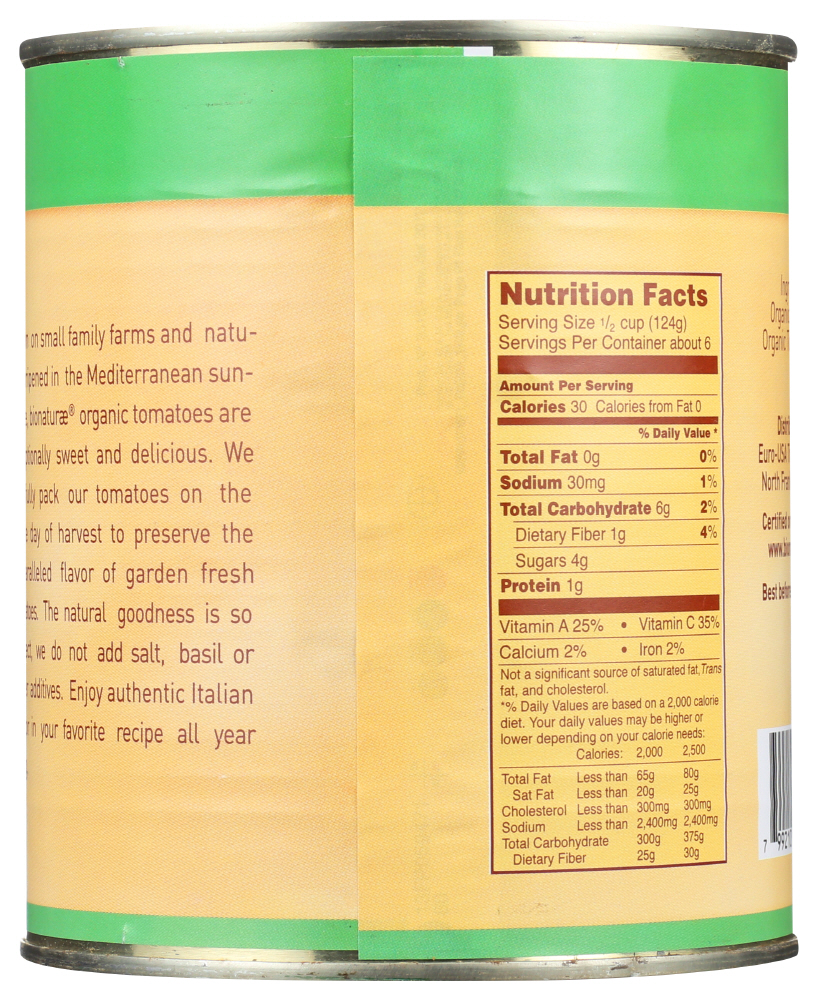 on small family farms and natu-
in the Mediterranean sun-
bionaturæ® organic tomatoes are
sweet and delicious. We
pack our tomatoes on the
day of harvest to preserve the
flavor of garden fresh
The natural goodness is so
we do not add salt, basil or
additives. Enjoy authentic Italian
in your favorite recipe all year
Nutrition Facts
Serving Size 1/2 cup (124g)
Servings Per Container about 6
Amount Per Serving
Calories 30 Calories from Fat 0
% Daily Value *
Total Fat 0g 0%
Sodium 30mg 1%
Total Carbohydrate 6g 2%
Dietary Fiber 1g 4%
Sugars 4g
Protein 1g
Vitamin A 25% • Vitamin C 35%
Calcium 2% • Iron 2%
Not a significant source of saturated fat, Trans
fat, and cholesterol.
*% Daily Values are based on a 2,000 calorie
diet. Your daily values may be higher or
lower depending on your calorie needs:
Calories: 2,000 2,500
Total Fat Less than 65g 80g
Sat Fat Less than 20g 25g
Cholesterol Less than 300mg 300mg
Sodium Less than 2,400mg 2,400mg
Total Carbohydrate 300g 375g
Dietary Fiber 25g 30g
Organic
Euro-USA
North
Certified
Best